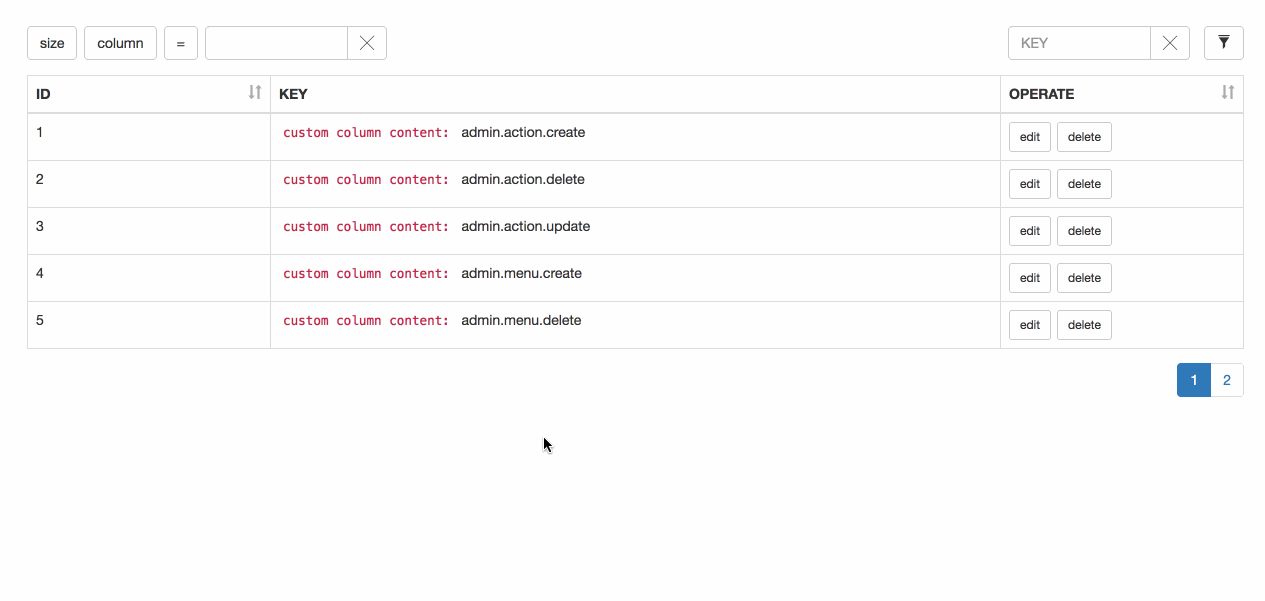 size column = KEY
ID KEY OPERATE
1 custom column content: admin.action.create edit delete
2 custom column content: admin.action.delete edit delete
3 custom column content: admin.action.update edit delete
4 custom column content: admin.menu.create edit delete
5 custom column content: admin.menu.delete edit delete
1 2